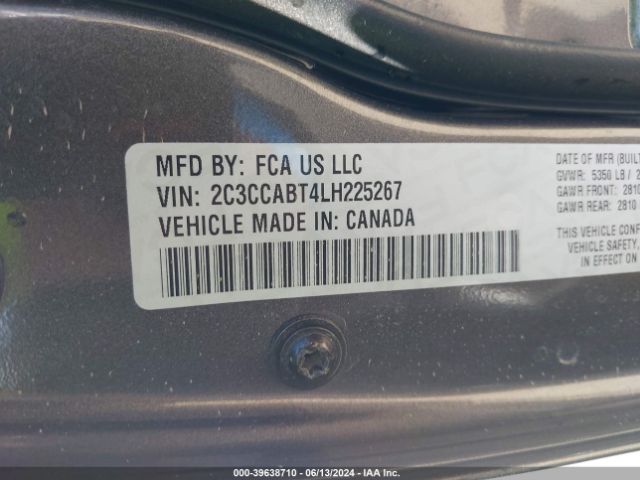 MFD BY: FCA US LLC
VIN: 2C3CCABT4LH225267
VEHICLE MADE IN: CANADA
DATE OF MFR (BUILT
GVWR: 5350 LB / 2
GAWR FRONT: 2810
GAWR REAR: 2810
THIS VEHICLE CONF
VEHICLE SAFETY,
IN EFFECT ON
000-39638710 - 06/13/2024 - IAA Inc.